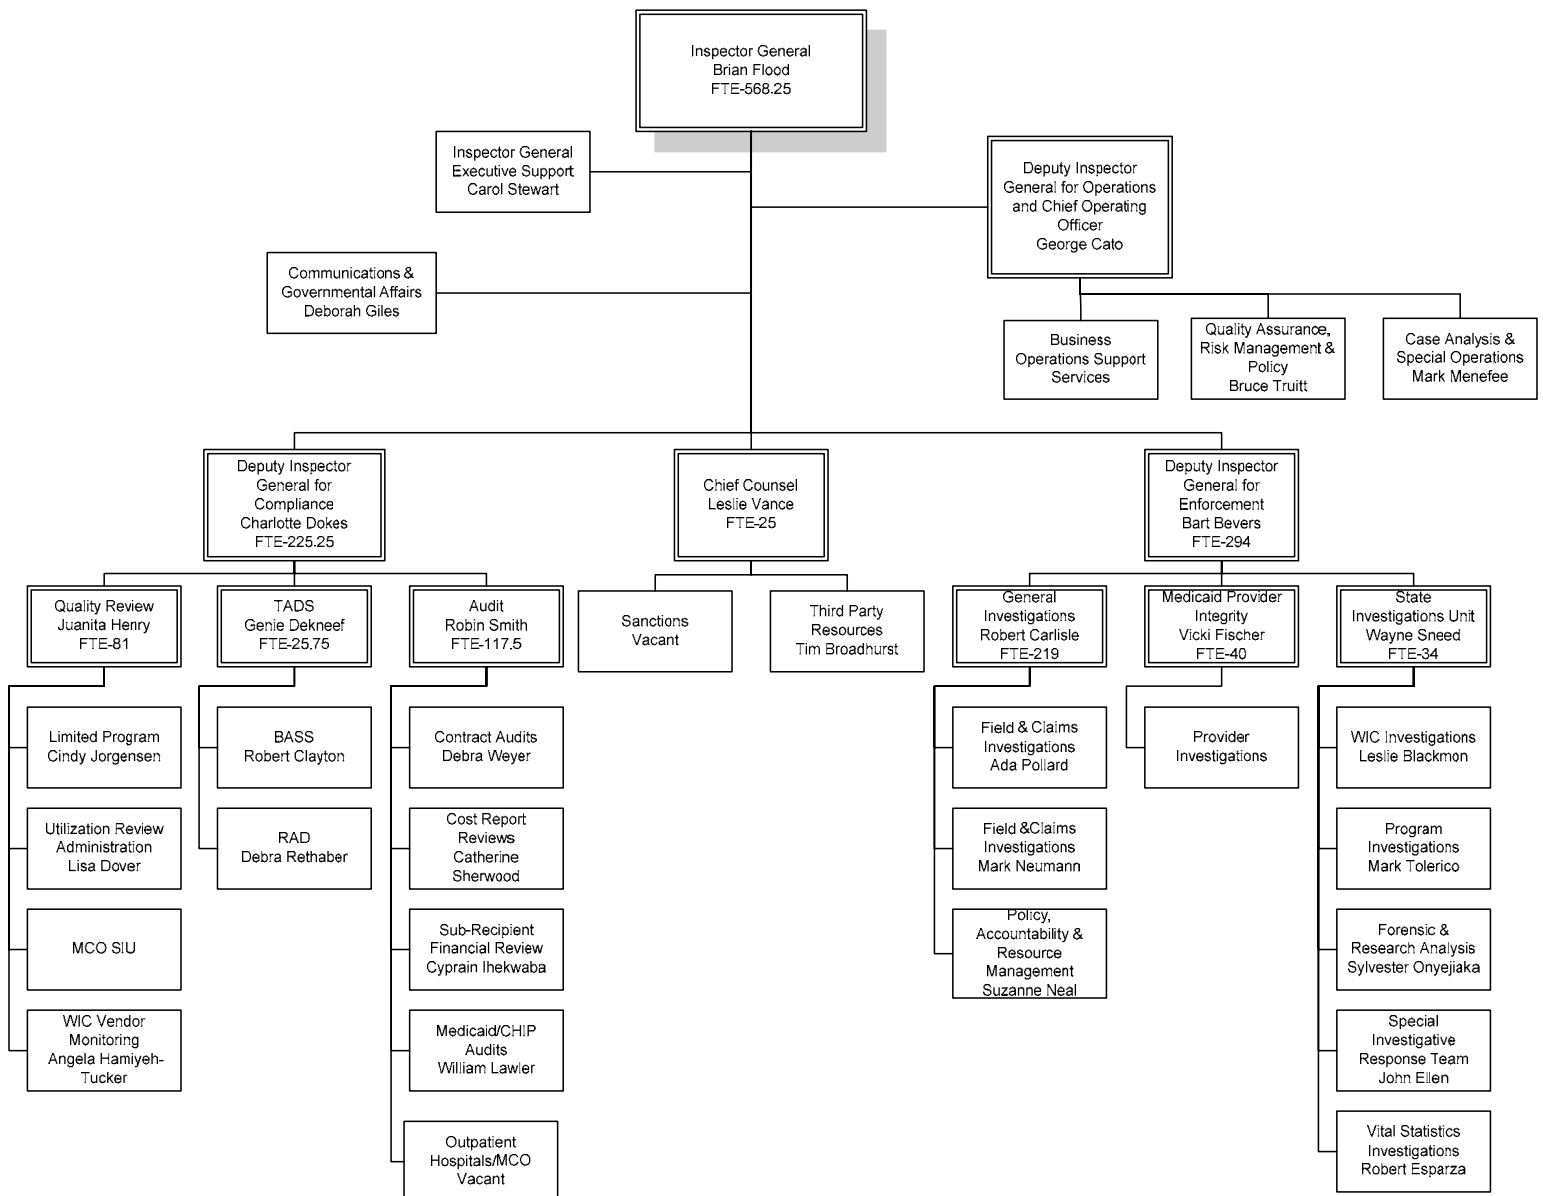 Inspector General
Brian Flood
FTE-568.25
Inspector General
Executive Support
Carol Stewart
Deputy Inspector
General for Operations
and Chief Operating
Officer
George Cato
Communications &
Governmental Affairs
Deborah Giles
Business
Operations Support
Services
Quality Assurance,
Risk Management &
Policy
Bruce Truitt
Case Analysis &
Special Operations
Mark Menefee
Deputy Inspector
General for
Compliance
Charlotte Dokes
FTE-225.25
Chief Counsel
Leslie Vance
FTE-25
Deputy Inspector
General for
Enforcement
Bart Bevers
FTE-294
Quality Review
Juanita Henry
FTE-81
TADS
Genie Dekneef
FTE-25.75
Audit
Robin Smith
FTE-117.5
Sanctions
Vacant
Third Party
Resources
Tim Broadhurst
General
Investigations
Robert Carlisle
FTE-219
Medicaid Provider
Integrity
Vicki Fischer
FTE-40
State
Investigations Unit
Wayne Sneed
FTE-34
Limited Program
Cindy Jorgensen
BASS
Robert Clayton
Contract Audits
Debra Weyer
Field & Claims
Investigations
Ada Pollard
Provider
Investigations
WIC Investigations
Leslie Blackmon
Utilization Review
Administration
Lisa Dover
RAD
Debra Rethaber
Cost Report
Reviews
Catherine
Sherwood
Field &Claims
Investigations
Mark Neumann
Program
Investigations
Mark Tolerico
MCO SIU
Sub-Recipient
Financial Review
Cyprain Ihekwaba
Policy,
Accountability &
Resource
Management
Suzanne Neal
Forensic &
Research Analysis
Sylvester Onyejiaka
WIC Vendor
Monitoring
Angela Hamiyeh-
Tucker
Medicaid/CHIP
Audits
William Lawler
Special
Investigative
Response Team
John Ellen
Outpatient
Hospitals/MCO
Vacant
Vital Statistics
Investigations
Robert Esparza